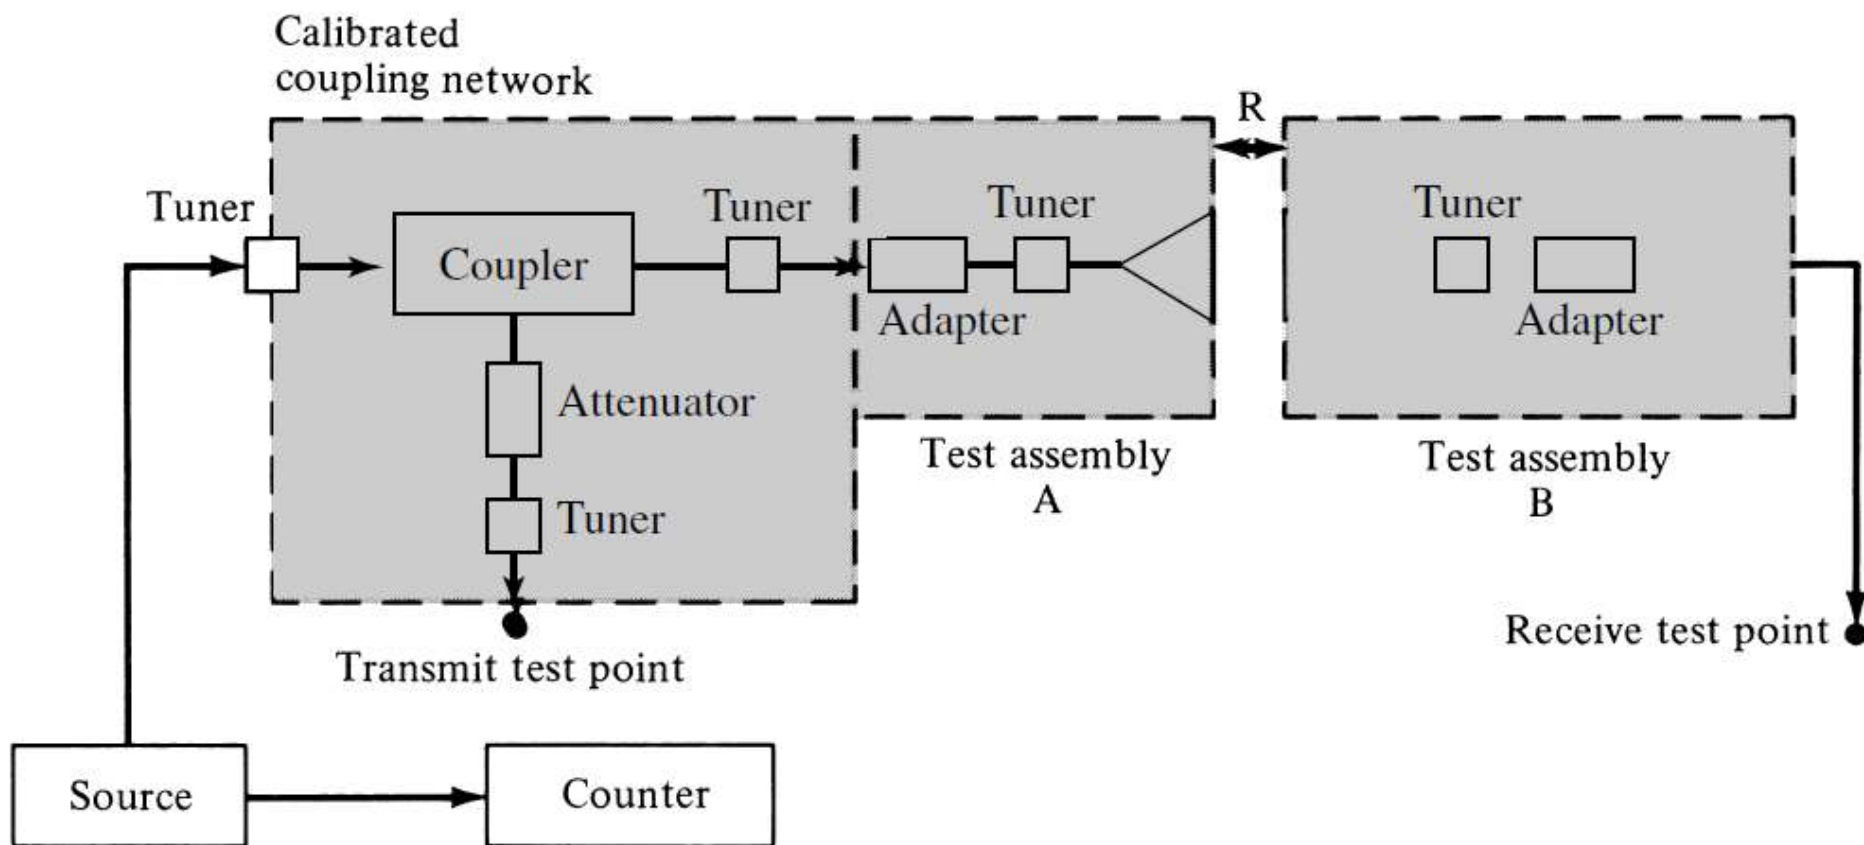 Calibrated
coupling network
R
Tuner
Tuner
Tuner
Tuner
Coupler
Adapter
Adapter
Attenuator
Test assembly
A
Test assembly
B
Tuner
Transmit test point
Receive test point
Source
Counter